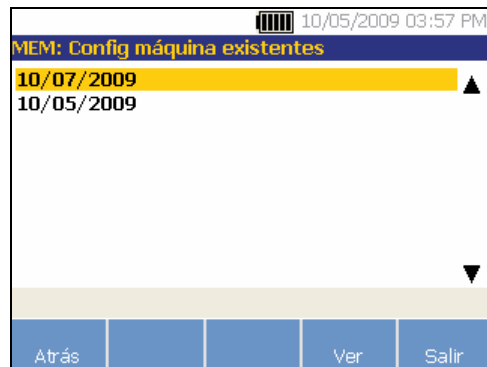 10/05/2009 03:57 PM
MEM: Config máquina existentes
10/07/2009
10/05/2009
Atrás Ver Salir